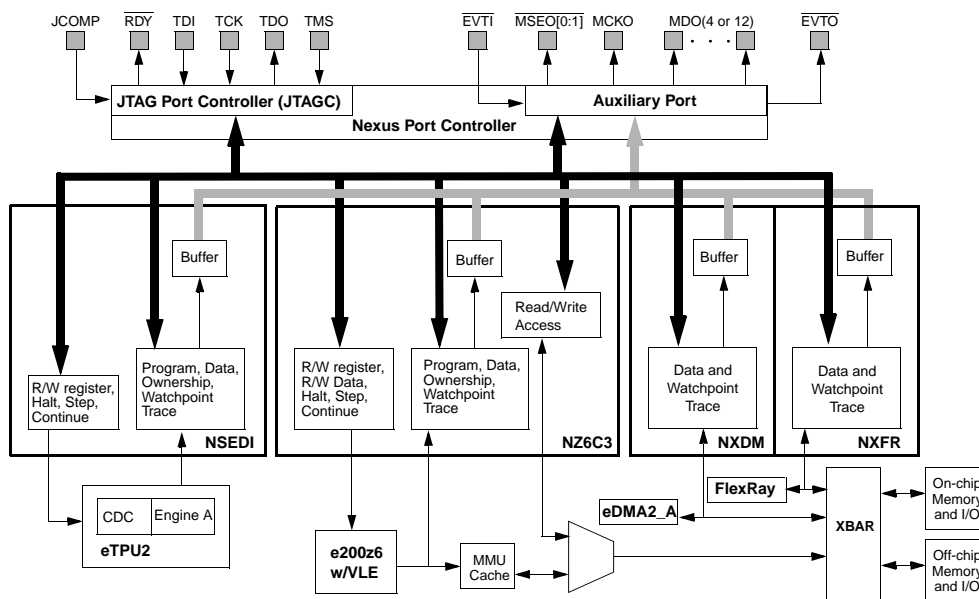 JCOMP RDY TDI TCK TDO TMS EVTI MSEO[0:1] MCKO MDO(4 or 12) EVTO
JTAG Port Controller (JTAGC)
Auxiliary Port
Nexus Port Controller
Buffer
Buffer
Buffer
Buffer
Read/Write
Access
R/W register,
Halt, Step,
Continue
Program, Data,
Ownership,
Watchpoint
Trace
NSEDI
R/W register,
R/W Data,
Halt, Step,
Continue
Program, Data,
Ownership,
Watchpoint
Trace
NZ6C3
Data and
Watchpoint
Trace
NXDM
Data and
Watchpoint
Trace
NXFR
CDC
Engine A
eTPU2
e200z6
w/VLE
MMU
Cache
eDMA2_A
FlexRay
XBAR
On-chip
Memory
and I/O
Off-chip
Memory
and I/O